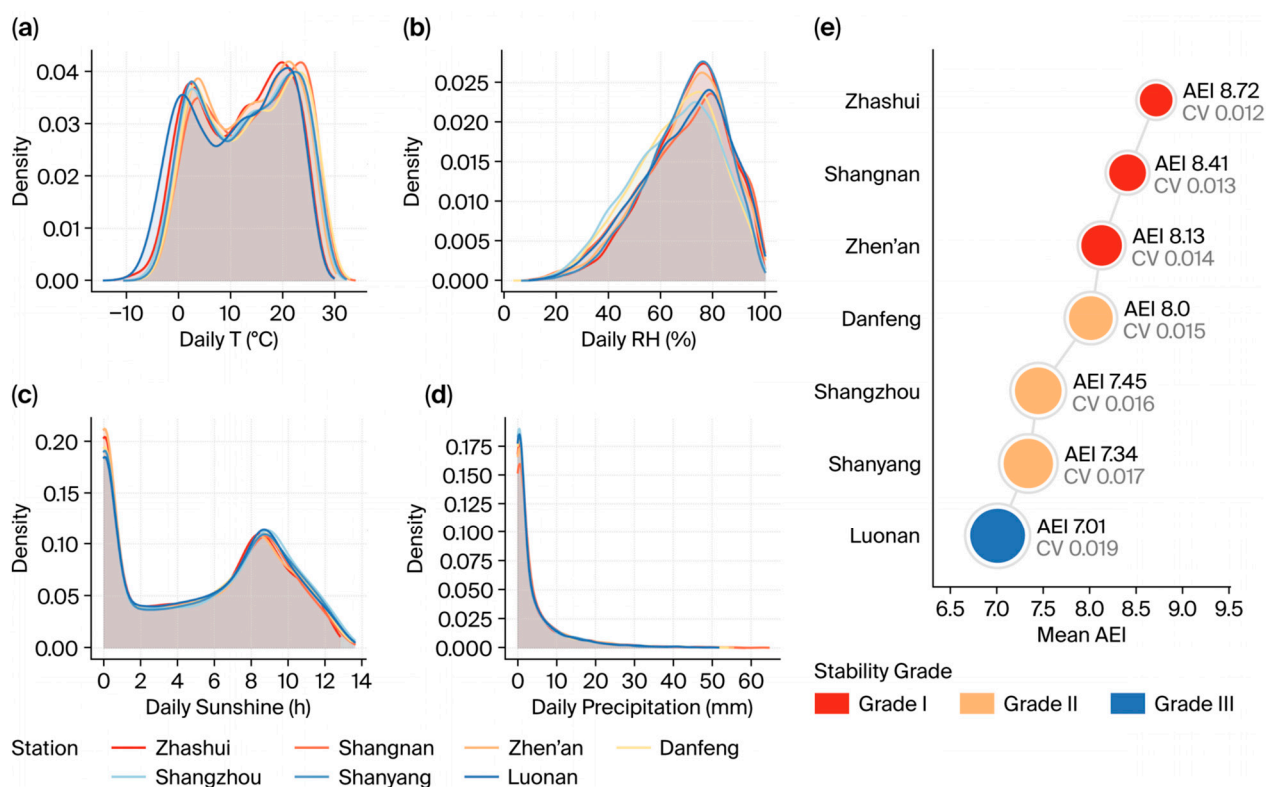 (a)
Density
0.04
0.03
0.02
0.01
0.00
−10 0 10 20 30
Daily T (°C)
(b)
Density
0.025
0.020
0.015
0.010
0.005
0.000
0 20 40 60 80 100
Daily RH (%)
(c)
Density
0.20
0.15
0.10
0.05
0.00
0 2 4 6 8 10 12 14
Daily Sunshine (h)
(d)
Density
0.175
0.150
0.125
0.100
0.075
0.050
0.025
0.000
0 10 20 30 40 50 60
Daily Precipitation (mm)
(e)
Zhashui
AEI 8.72
CV 0.012
Shangnan
AEI 8.41
CV 0.013
Zhen’an
AEI 8.13
CV 0.014
Danfeng
AEI 8.0
CV 0.015
Shangzhou
AEI 7.45
CV 0.016
Shanyang
AEI 7.34
CV 0.017
Luonan
AEI 7.01
CV 0.019
6.5 7.0 7.5 8.0 8.5 9.0 9.5
Mean AEI
Stability Grade
Grade I Grade II Grade III
Station
Zhashui Shangnan Zhen’an Danfeng
Shangzhou Shanyang Luonan